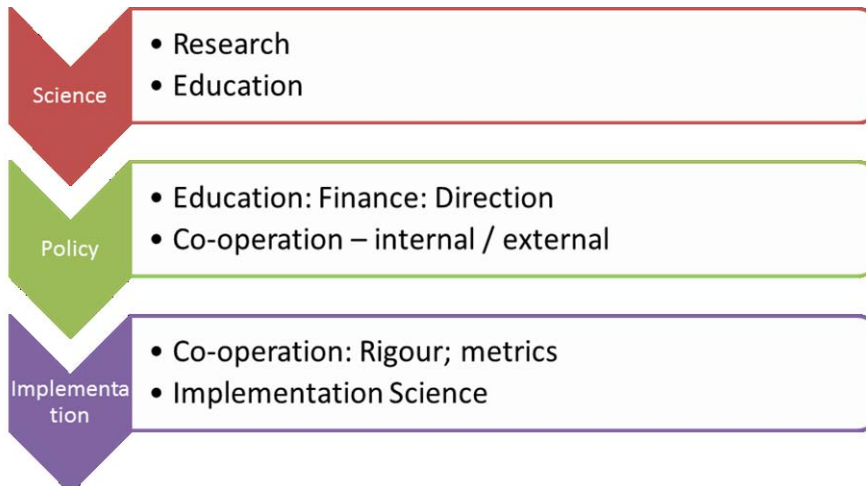 Science
• Research
• Education
Policy
• Education: Finance: Direction
• Co-operation – internal / external
Implementa
tion
• Co-operation: Rigour; metrics
• Implementation Science